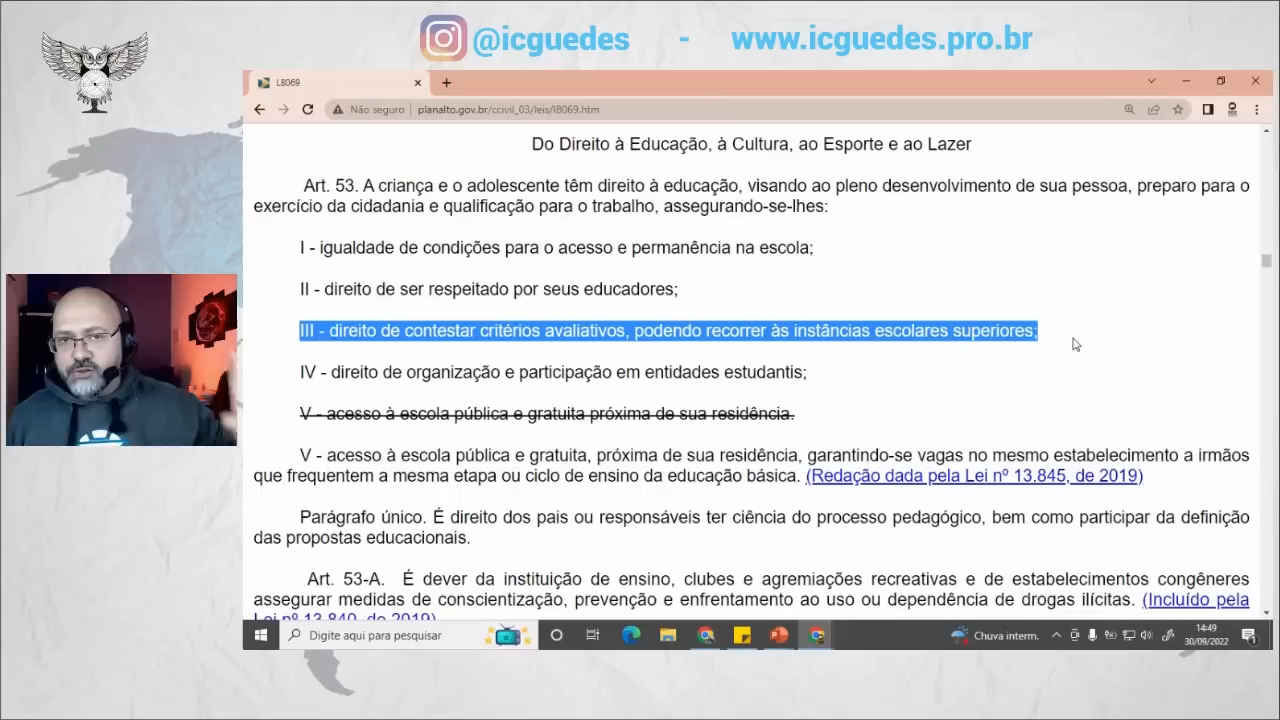 @icguedes - www.icguedes.pro.br
L8069
Não seguro | planalto.gov.br/ccivil_03/leis/l8069.htm
Do Direito à Educação, à Cultura, ao Esporte e ao Lazer
Art. 53. A criança e o adolescente têm direito à educação, visando ao pleno desenvolvimento de sua pessoa, preparo para o
exercício da cidadania e qualificação para o trabalho, assegurando-se-lhes:
I - igualdade de condições para o acesso e permanência na escola;
II - direito de ser respeitado por seus educadores;
III - direito de contestar critérios avaliativos, podendo recorrer às instâncias escolares superiores;
IV - direito de organização e participação em entidades estudantis;
V - acesso à escola pública e gratuita próxima de sua residência.
V - acesso à escola pública e gratuita, próxima de sua residência, garantindo-se vagas no mesmo estabelecimento a irmãos
que frequentem a mesma etapa ou ciclo de ensino da educação básica. (Redação dada pela Lei nº 13.845, de 2019)
Parágrafo único. É direito dos pais ou responsáveis ter ciência do processo pedagógico, bem como participar da definição
das propostas educacionais.
Art. 53-A. É dever da instituição de ensino, clubes e agremiações recreativas e de estabelecimentos congêneres
assegurar medidas de conscientização, prevenção e enfrentamento ao uso ou dependência de drogas ilícitas. (Incluído pela
Lei nº 13.840, de 2019)
Digite aqui para pesquisar
Chuva interm.
14:49
30/09/2022